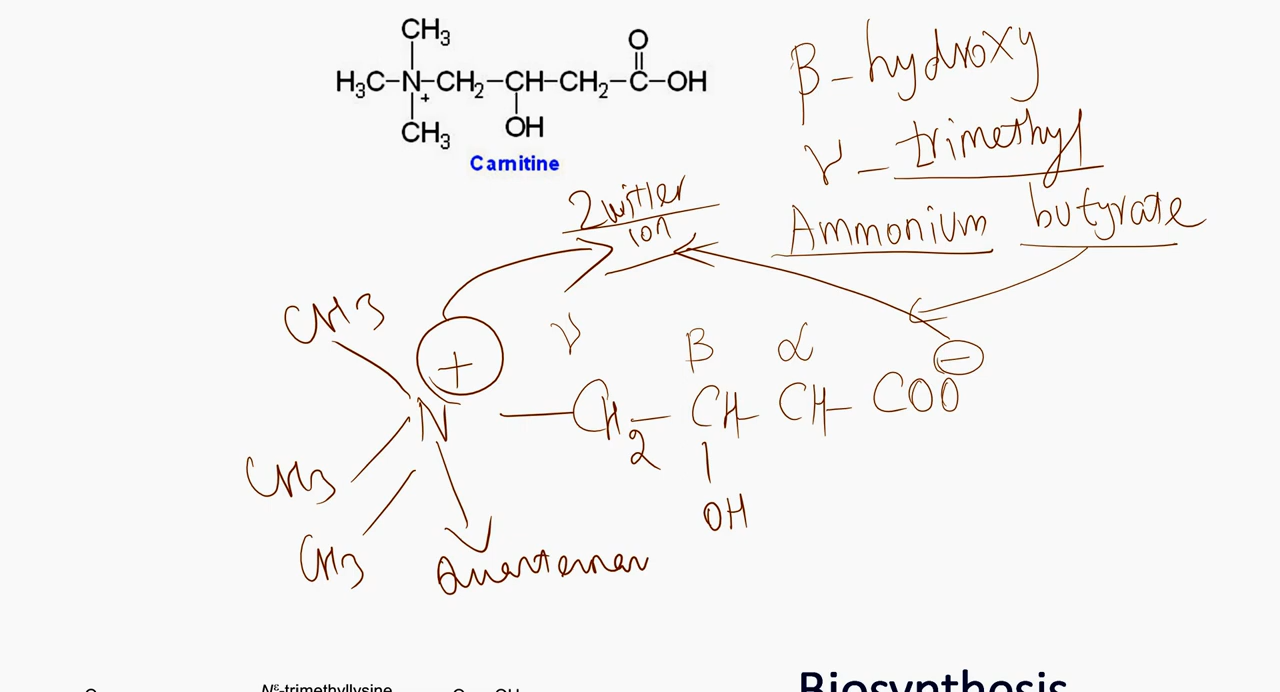 CH3
O
H3C-N-CH2-CH-CH2-C-OH
+
CH3 OH
Carnitine
β - hydroxy
γ - trimethyl
Ammonium butyrate
Zwitter
ion
CH3
+
γ β α
−
N — CH2 - CH - CH - COO
CH3
OH
CH3
Quarternar
Nε-trimethyllysine
Biosynthesis